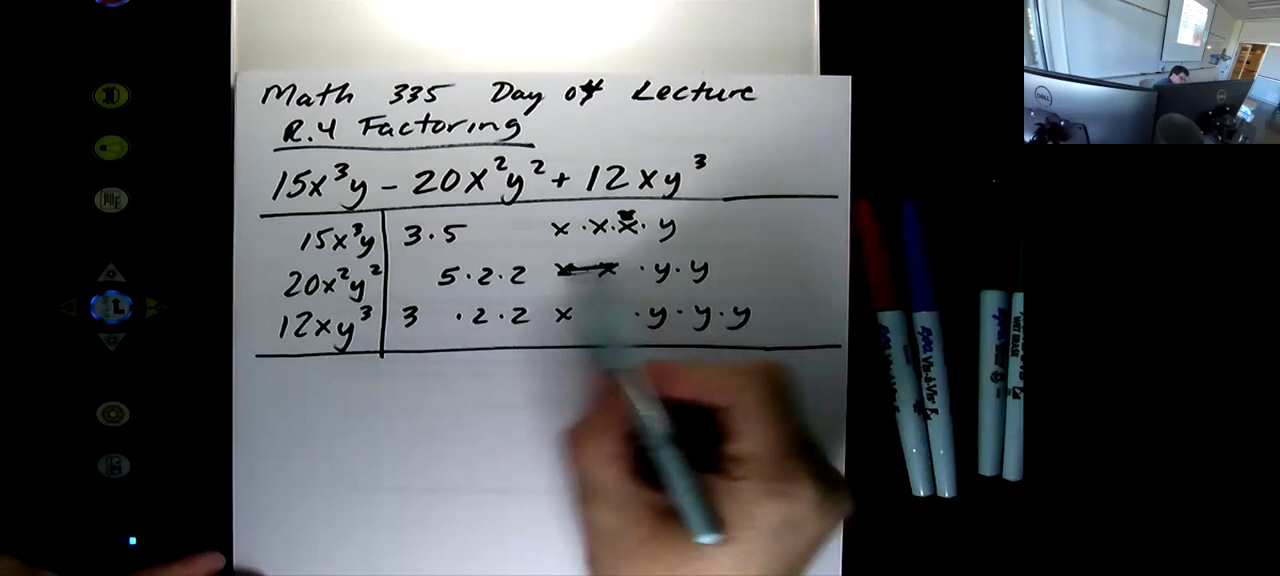 Math 335 Day 04 Lecture
R.4 Factoring
15x³y - 20x²y² + 12xy³
15x³y 3·5 x·x·x·y
20x²y² 5·2·2 x x ·y·y
12xy³ 3 ·2·2 x ·y·y·y
DELL